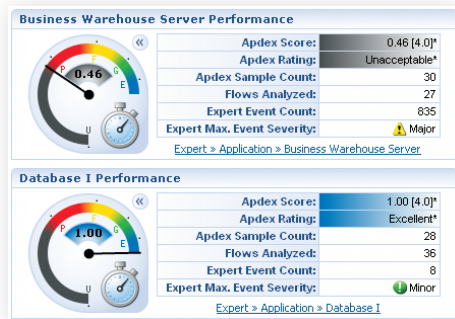 Business Warehouse Server Performance
«
P F G E U
0.46
Apdex Score: 0.46 [4.0]*
Apdex Rating: Unacceptable*
Apdex Sample Count: 30
Flows Analyzed: 27
Expert Event Count: 835
Expert Max. Event Severity: Major
Expert » Application » Business Warehouse Server
Database I Performance
«
P F G E U
1.00
Apdex Score: 1.00 [4.0]*
Apdex Rating: Excellent*
Apdex Sample Count: 28
Flows Analyzed: 36
Expert Event Count: 8
Expert Max. Event Severity: Minor
Expert » Application » Database I